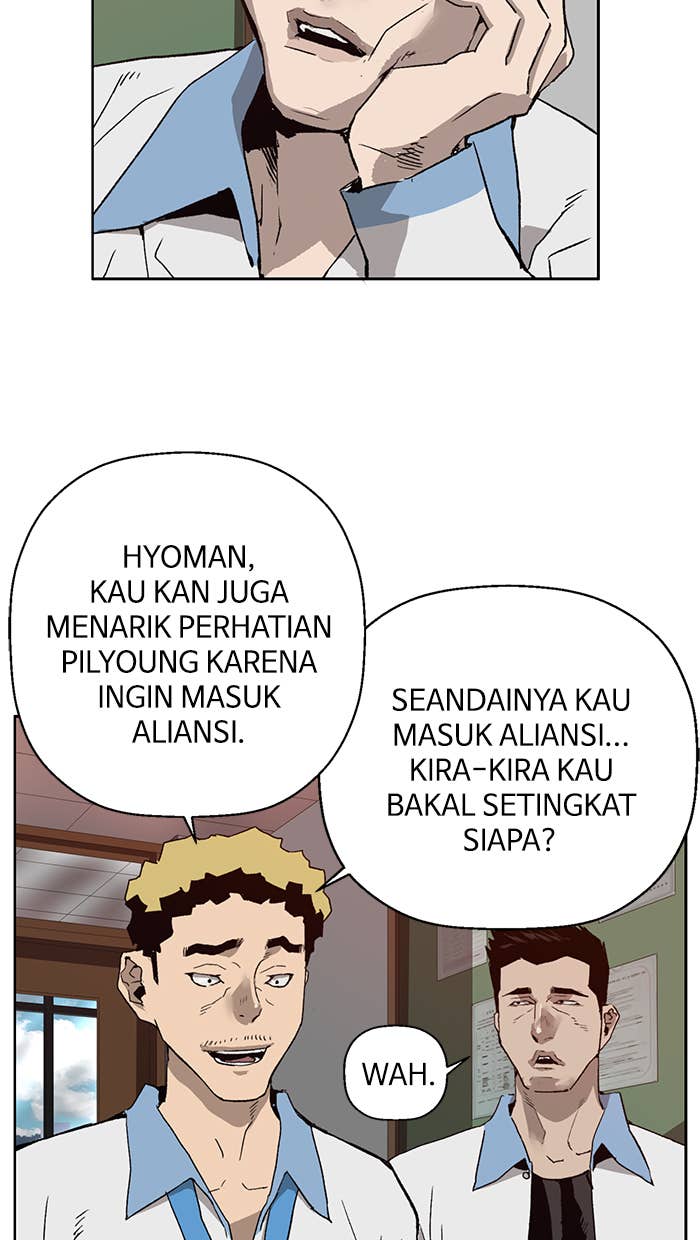 HYOMAN,
KAU KAN JUGA
MENARIK PERHATIAN
PILYOUNG KARENA
INGIN MASUK
ALIANSI.
SEANDAINYA KAU
MASUK ALIANSI...
KIRA-KIRA KAU
BAKAL SETINGKAT
SIAPA?
WAH.